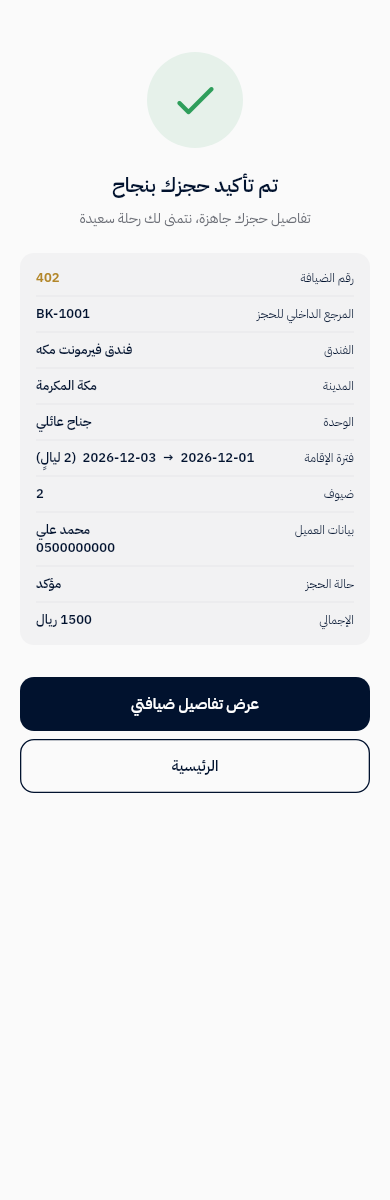 تم تأكيد حجزك بنجاح
تفاصيل حجزك جاهزة، نتمنى لك رحلة سعيدة
رقم الضيافة 402
المرجع الداخلي للحجز BK-1001
الفندق فندق فيرمونت مكه
المدينة مكة المكرمة
الوحدة جناح عائلي
فترة الإقامة 2026-12-01 → 2026-12-03 (2 ليالٍ)
ضيوف 2
بيانات العميل محمد علي
0500000000
حالة الحجز مؤكد
الإجمالي 1500 ريال
عرض تفاصيل ضيافتي
الرئيسية